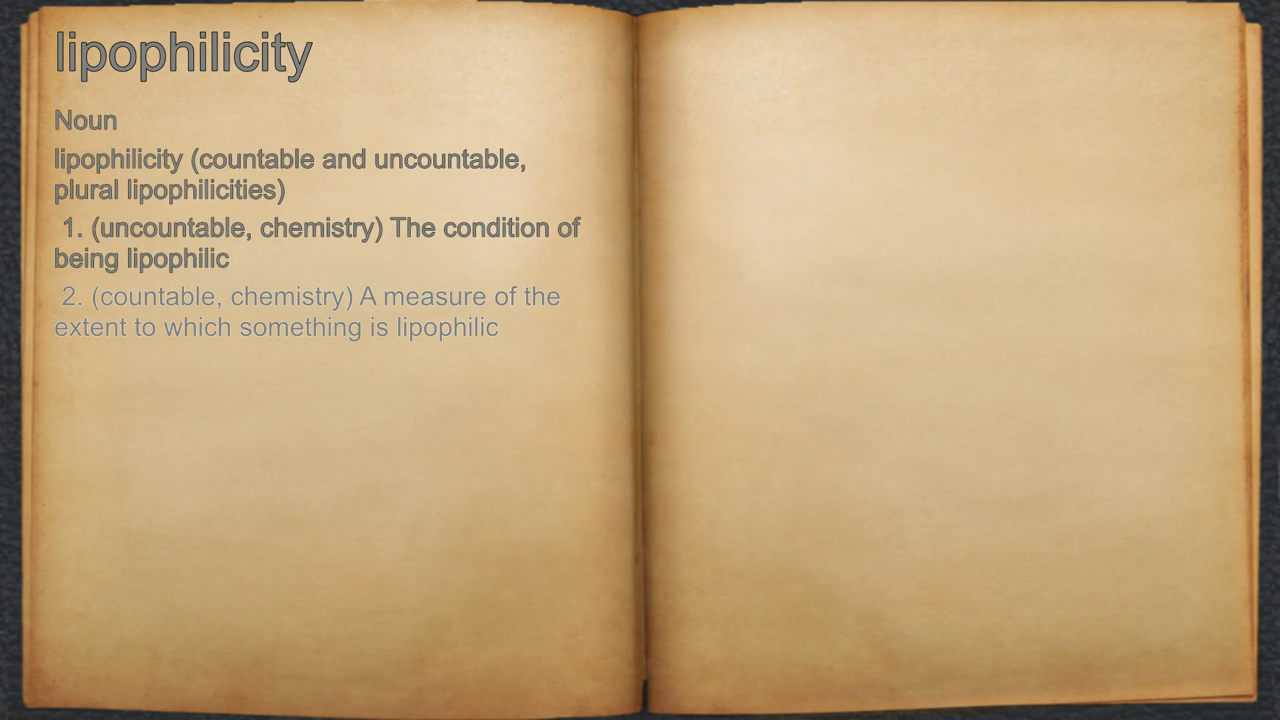 lipophilicity
Noun
lipophilicity (countable and uncountable,
plural lipophilicities)
1. (uncountable, chemistry) The condition of
being lipophilic
2. (countable, chemistry) A measure of the
extent to which something is lipophilic